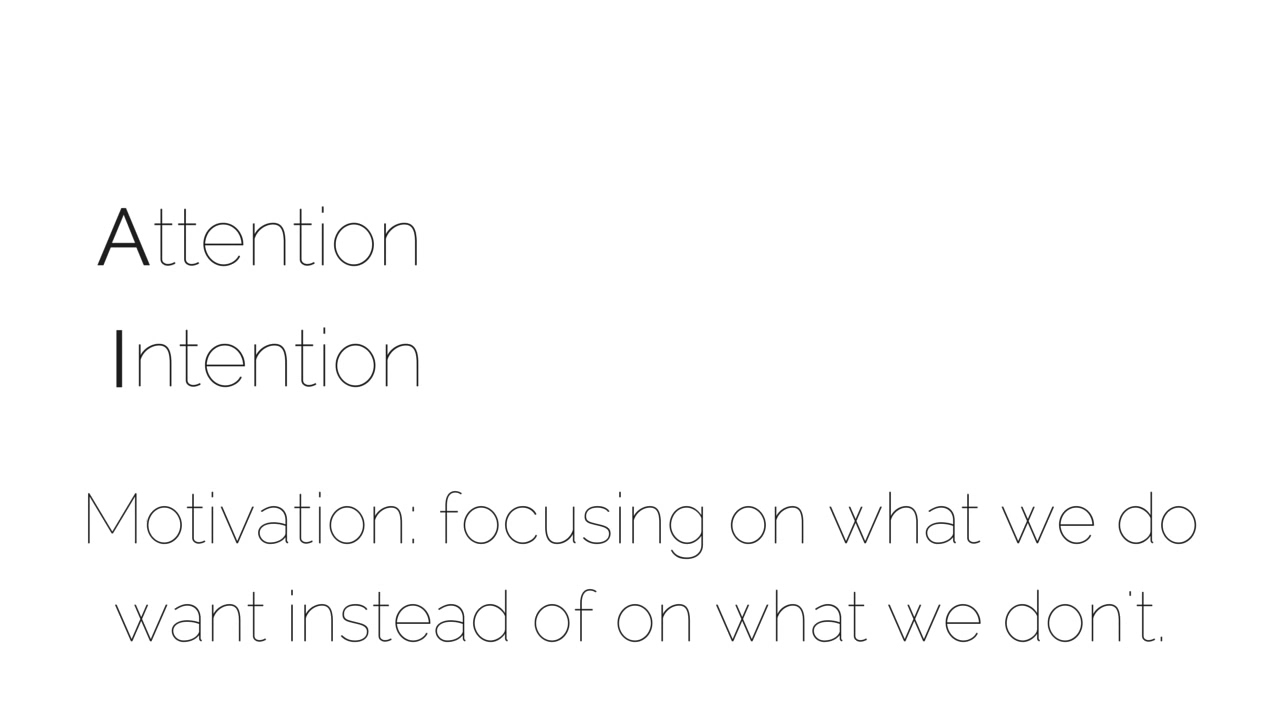 Attention
Intention
Motivation: focusing on what we do
want instead of on what we don't.